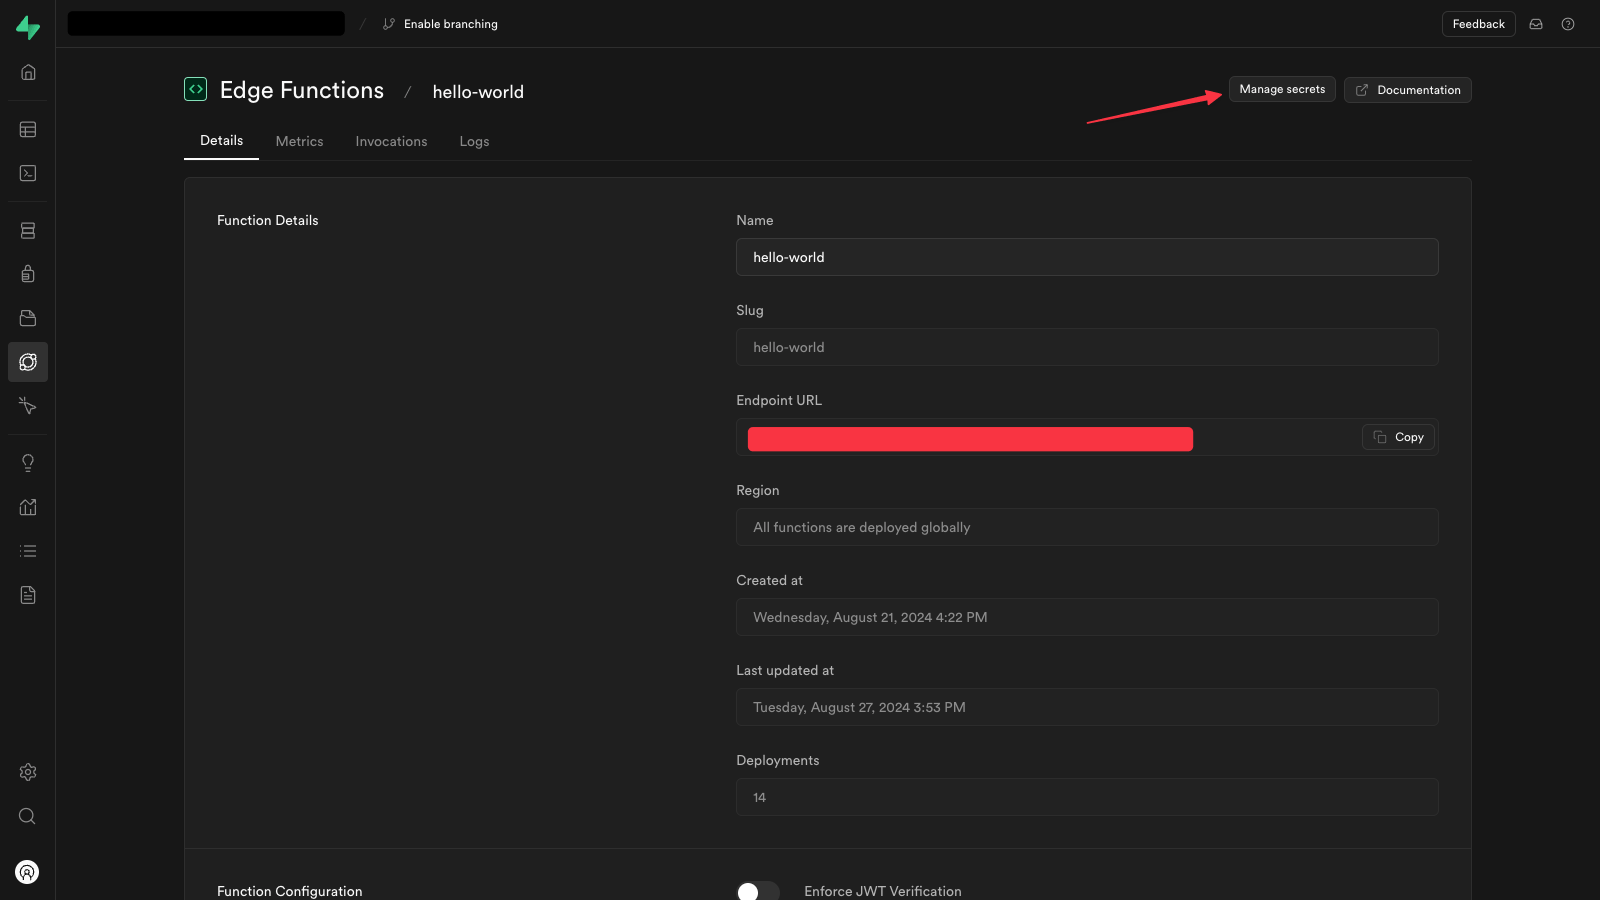 Enable branching
Feedback
Edge Functions / hello-world
Manage secrets
Documentation
Details
Metrics
Invocations
Logs
Function Details
Name
hello-world
Slug
hello-world
Endpoint URL
Copy
Region
All functions are deployed globally
Created at
Wednesday, August 21, 2024 4:22 PM
Last updated at
Tuesday, August 27, 2024 3:53 PM
Deployments
14
Function Configuration
Enforce JWT Verification